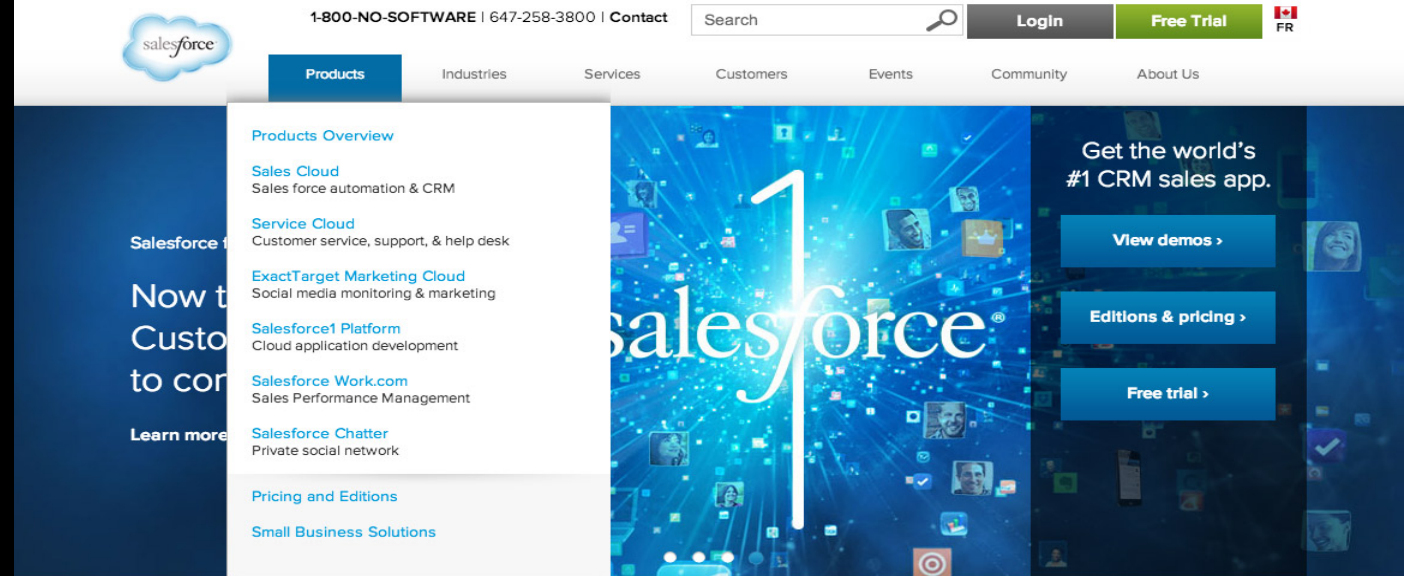 1-800-NO-SOFTWARE | 647-258-3800 | Contact
Search
Login
Free Trial
FR
salesforce
Products
Industries
Services
Customers
Events
Community
About Us
Products Overview
Sales Cloud
Sales force automation & CRM
Service Cloud
Customer service, support, & help desk
ExactTarget Marketing Cloud
Social media monitoring & marketing
Salesforce1 Platform
Cloud application development
Salesforce Work.com
Sales Performance Management
Salesforce Chatter
Private social network
Pricing and Editions
Small Business Solutions
Salesforce
Now
Custo
to con
Learn more
salesforce®
1
Get the world's
#1 CRM sales app.
View demos ›
Editions & pricing ›
Free trial ›